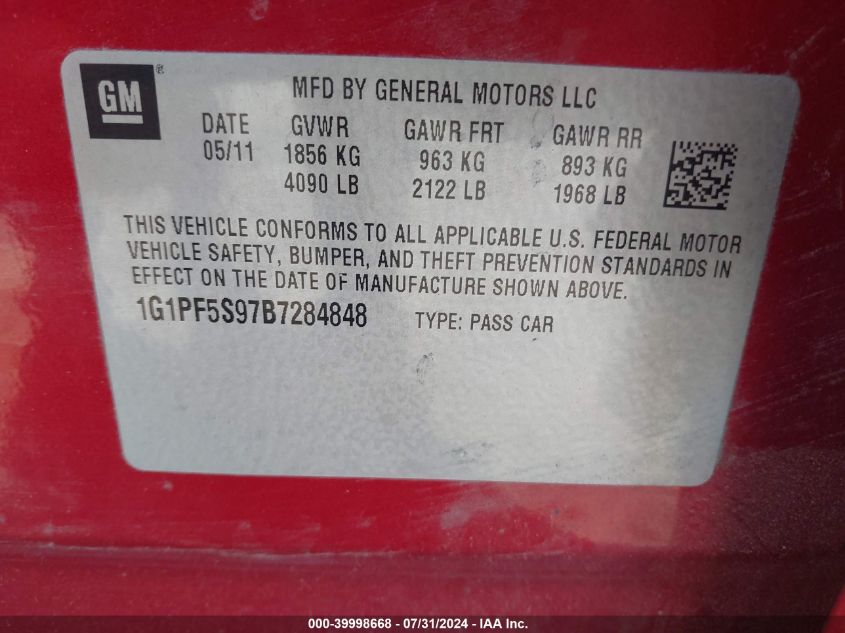 GM®
MFD BY GENERAL MOTORS LLC
DATE GVWR GAWR FRT GAWR RR
05/11 1856 KG 963 KG 893 KG
4090 LB 2122 LB 1968 LB
THIS VEHICLE CONFORMS TO ALL APPLICABLE U.S. FEDERAL MOTOR
VEHICLE SAFETY, BUMPER, AND THEFT PREVENTION STANDARDS IN
EFFECT ON THE DATE OF MANUFACTURE SHOWN ABOVE.
1G1PF5S97B7284848 TYPE: PASS CAR
000-39998668 - 07/31/2024 - IAA Inc.